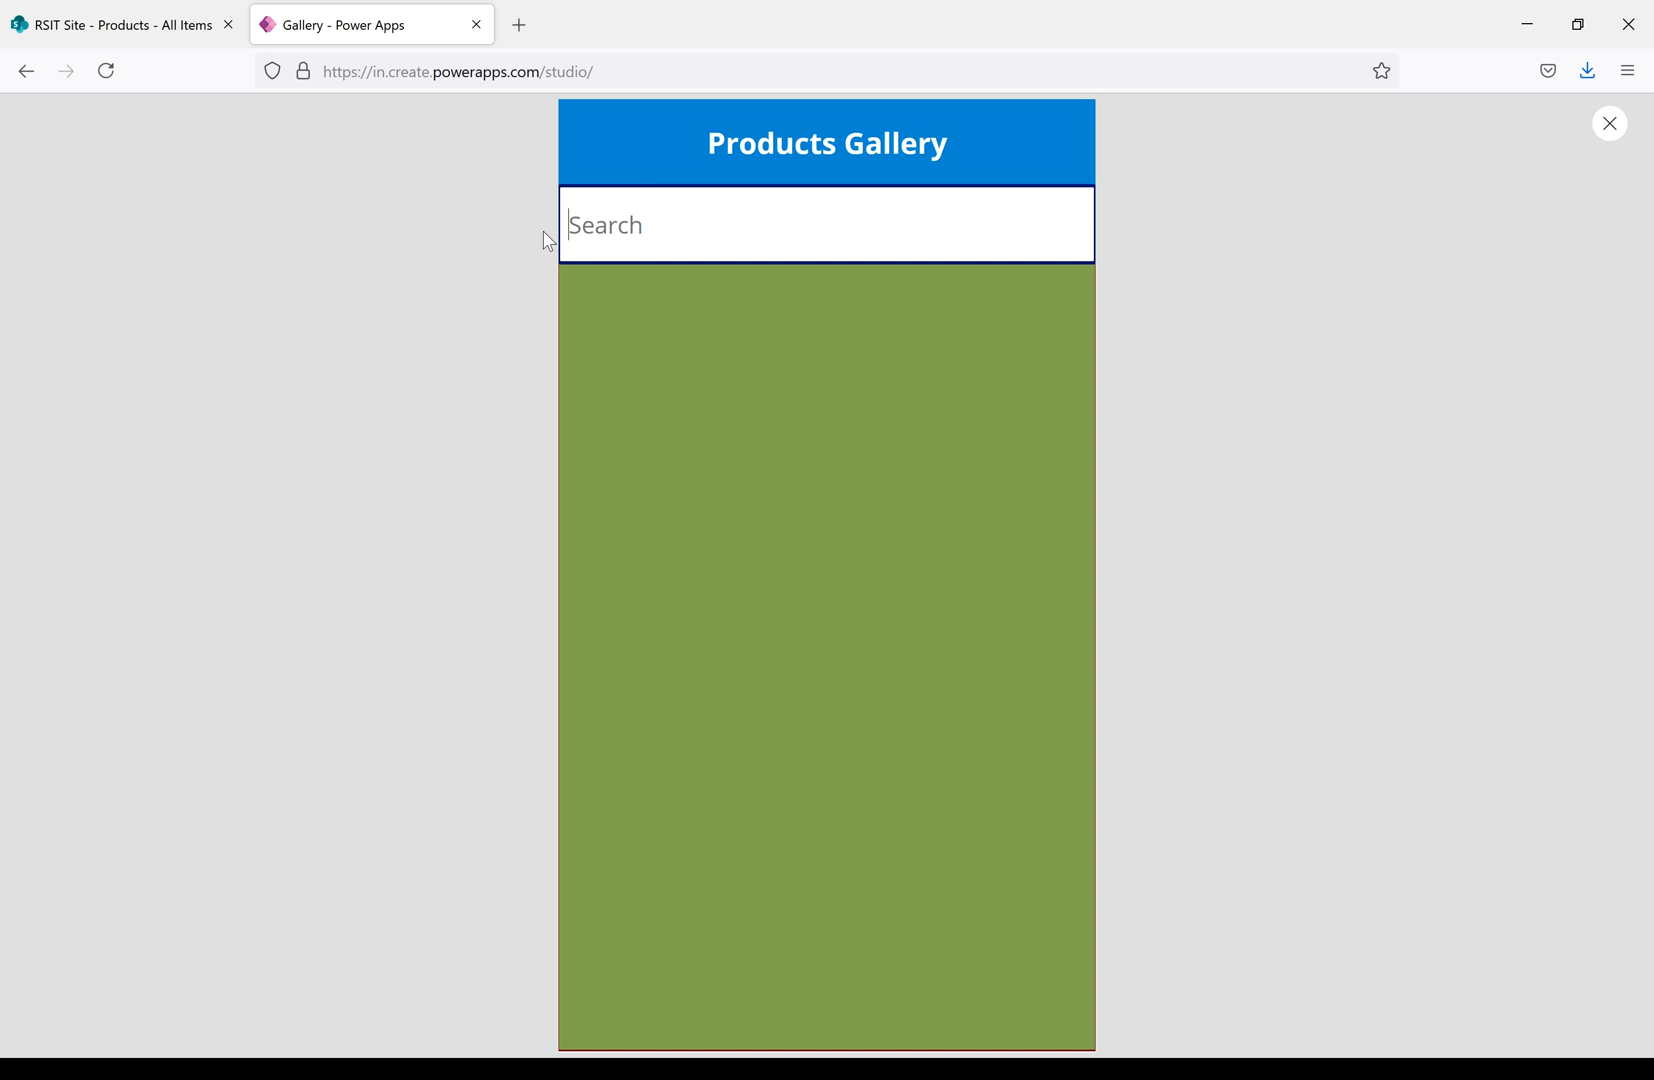 RSIT Site - Products - All Items
Gallery - Power Apps
https://in.create.powerapps.com/studio/
Products Gallery
Search